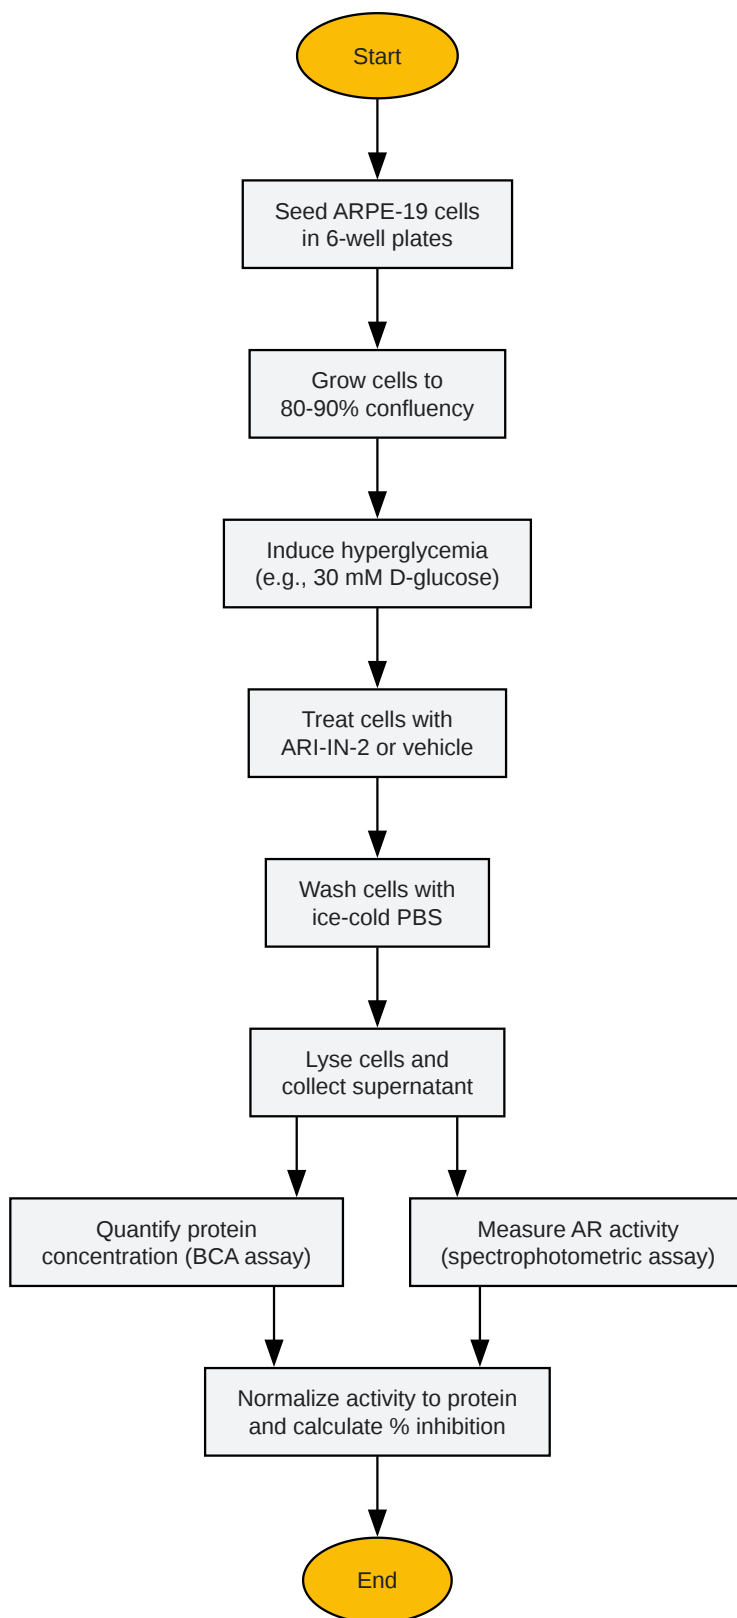 Start
Seed ARPE-19 cells
in 6-well plates
Grow cells to
80-90% confluency
Induce hyperglycemia
(e.g., 30 mM D-glucose)
Treat cells with
ARI-IN-2 or vehicle
Wash cells with
ice-cold PBS
Lyse cells and
collect supernatant
Quantify protein
concentration (BCA assay)
Measure AR activity
(spectrophotometric assay)
Normalize activity to protein
and calculate % inhibition
End